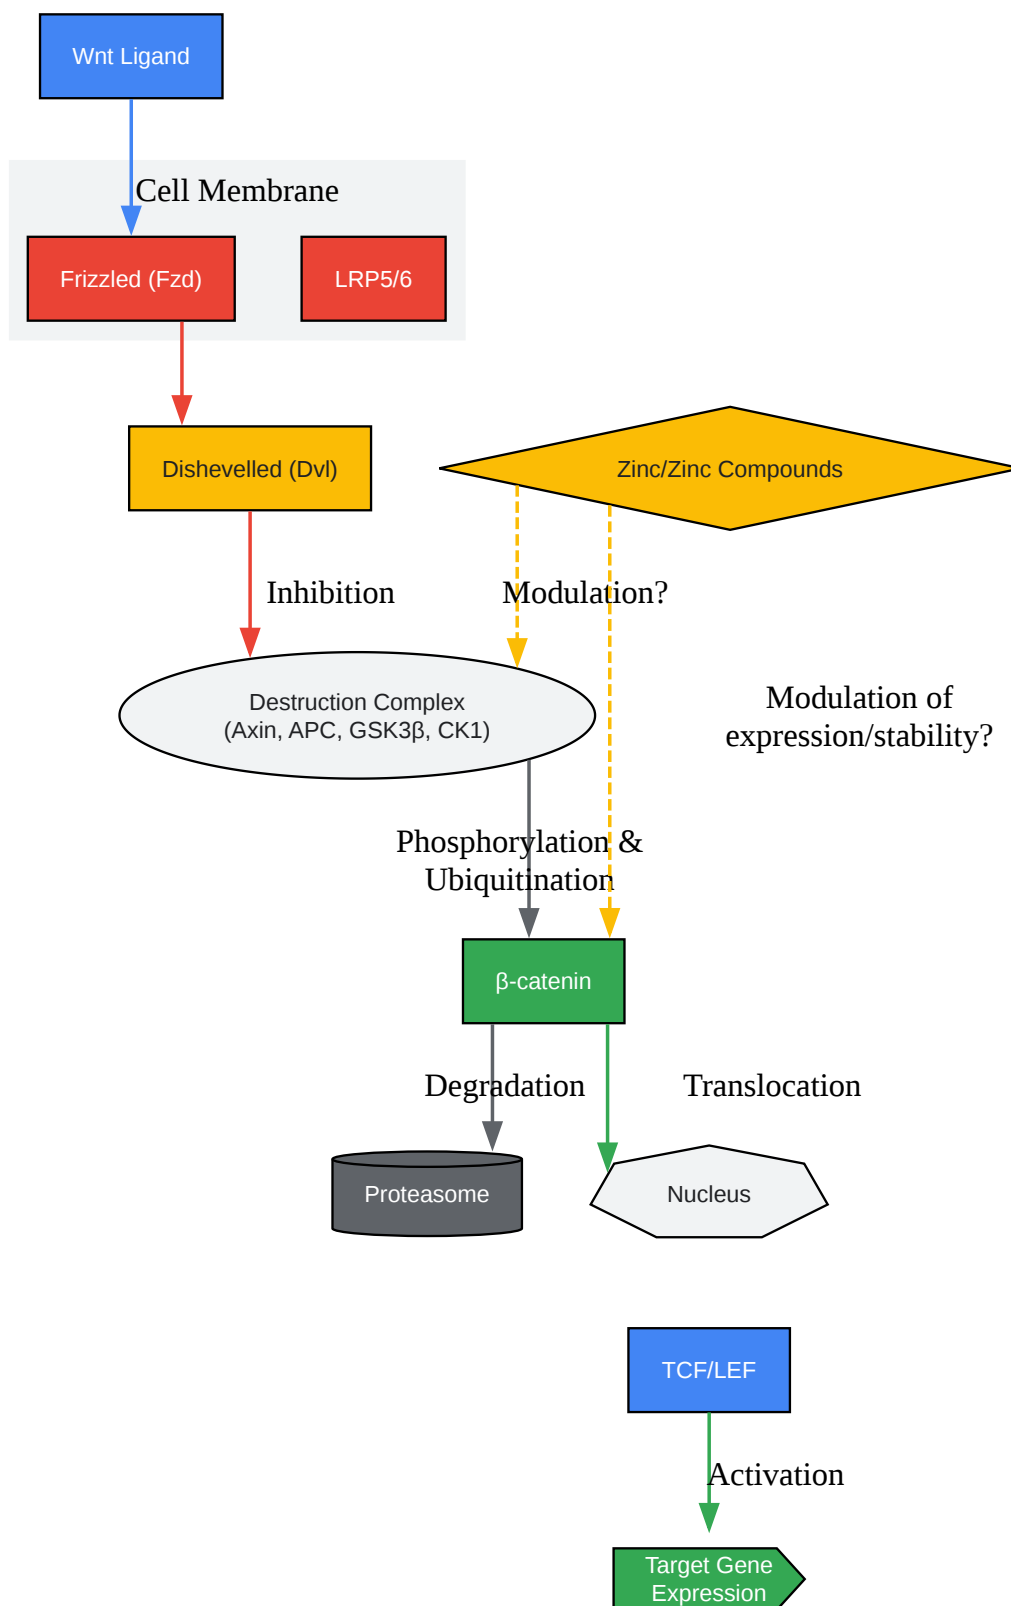 Wnt Ligand
Cell Membrane
Frizzled (Fzd)
LRP5/6
Dishevelled (Dvl)
Zinc/Zinc Compounds
Inhibition
Modulation?
Destruction Complex
(Axin, APC, GSK3β, CK1)
Modulation of
expression/stability?
Phosphorylation &
Ubiquitination
β-catenin
Degradation
Translocation
Proteasome
Nucleus
TCF/LEF
Activation
Target Gene
Expression